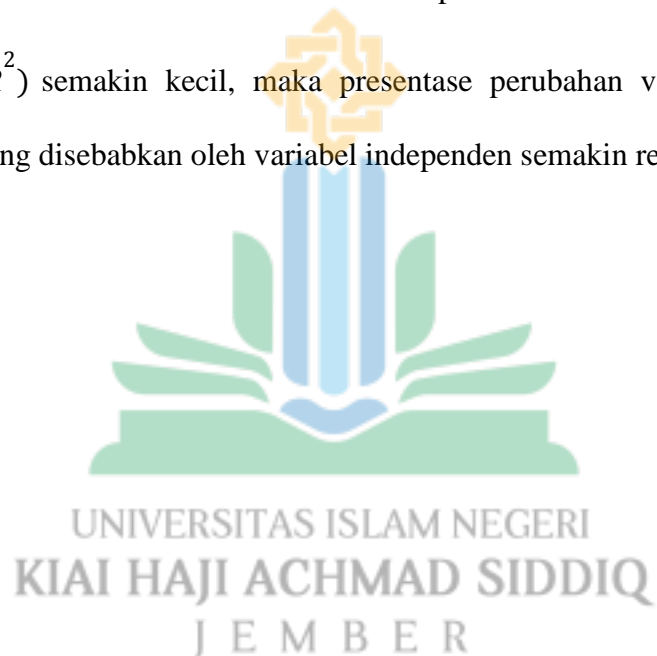 ²) semakin kecil, maka presentase perubahan v
ng disebabkan oleh variabel independen semakin re
UNIVERSITAS ISLAM NEGERI
KIAI HAJI ACHMAD SIDDIQ
JEMBER